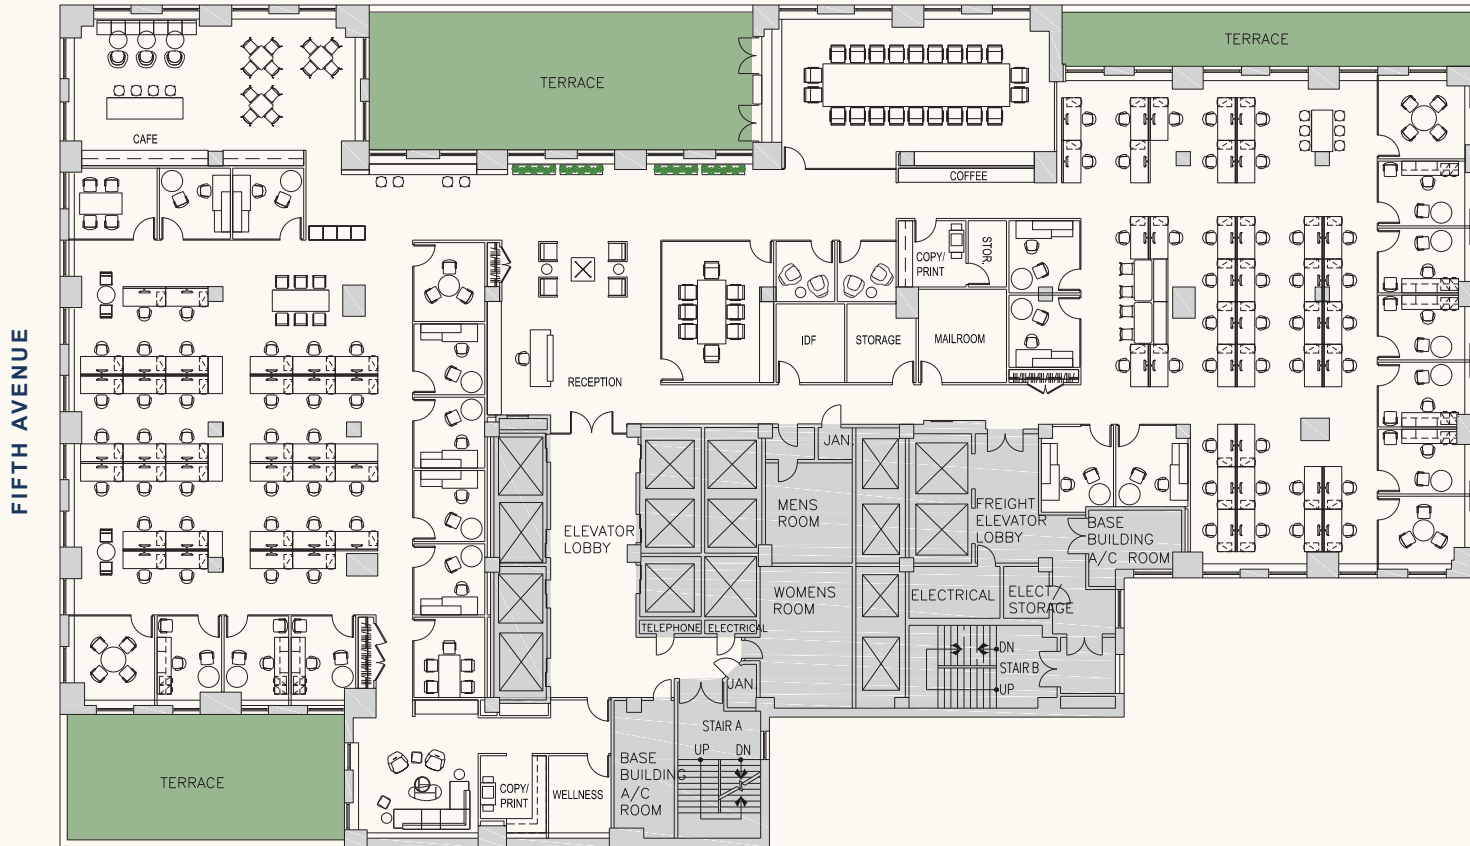 TERRACE
TERRACE
CAFE
COFFEE
COPY/
PRINT
STOR.
IDF
STORAGE
MAILROOM
RECEPTION
FIFTH AVENUE
JAN.
MENS
ROOM
FREIGHT
ELEVATOR
LOBBY
BASE
BUILDING
A/C ROOM
ELEVATOR
LOBBY
WOMENS
ROOM
ELECTRICAL
ELECT/
STORAGE
TELEPHONE
ELECTRICAL
DN
STAIR B
UP
JAN.
STAIR A
UP
DN
TERRACE
BASE
BUILDING
A/C
ROOM
COPY/
PRINT
WELLNESS